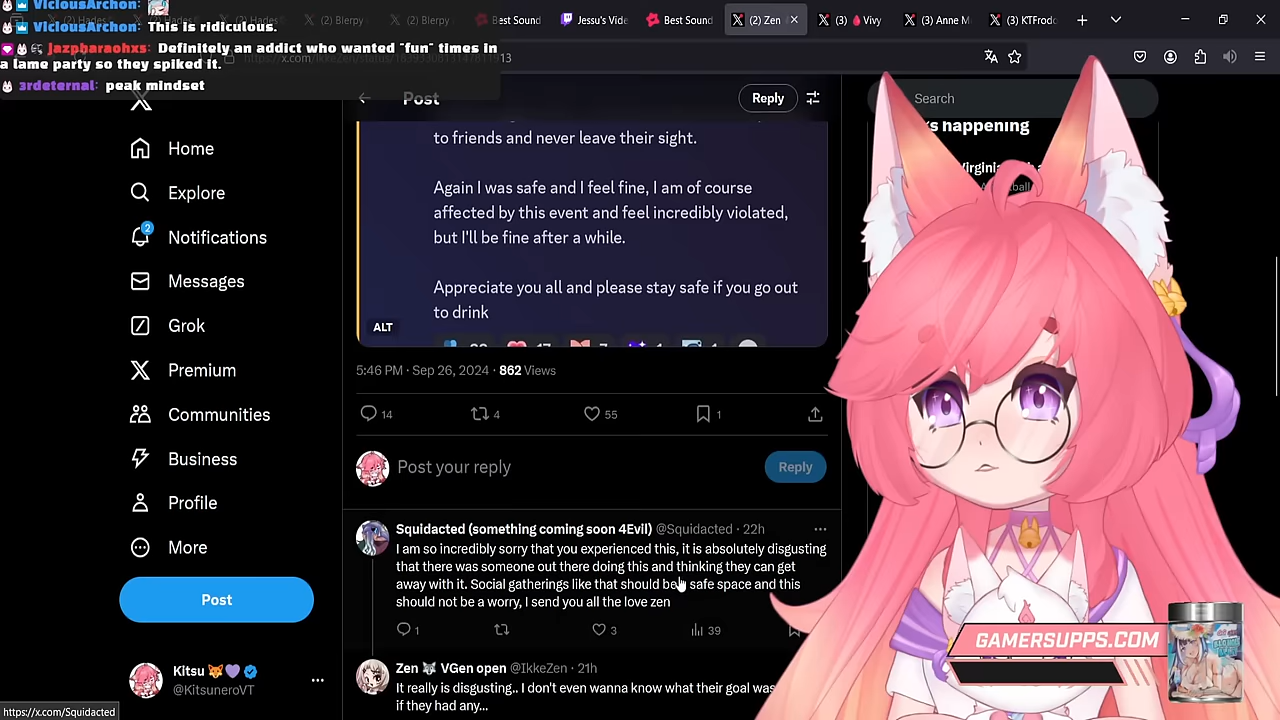 ViciousArchon:
ViciousArchon: This is ridiculous.
jazpharaohxs: Definitely an addict who wanted "fun" times in
a lame party so they spiked it.
3rdeternal: peak mindset
(2) Bierpy
(2) Bierpy
Best Sound
Jessu's Vide
Best Sound
(2) Zen
(3) Vivy
(3) Anne M
(3) KTFrodc
Post
Reply
Search
Home
Explore
2
Notifications
Messages
Grok
Premium
Communities
Business
Profile
More
Post
Kitsu
@KitsuneroVT
to friends and never leave their sight.
Again I was safe and I feel fine, I am of course
affected by this event and feel incredibly violated,
but I'll be fine after a while.
Appreciate you all and please stay safe if you go out
to drink
ALT
5:46 PM · Sep 26, 2024 · 862 Views
14
4
55
1
Post your reply
Reply
Squidacted (something coming soon 4Evil) @Squidacted · 22h
I am so incredibly sorry that you experienced this, it is absolutely disgusting
that there was someone out there doing this and thinking they can get
away with it. Social gatherings like that should be safe space and this
should not be a worry, I send you all the love zen
1
3
39
Zen VGen open @IkkeZen · 21h
It really is disgusting.. I don't even wanna know what their goal was
if they had any...
s happening
GAMERSUPPS.COM
https://x.com/Squidacted